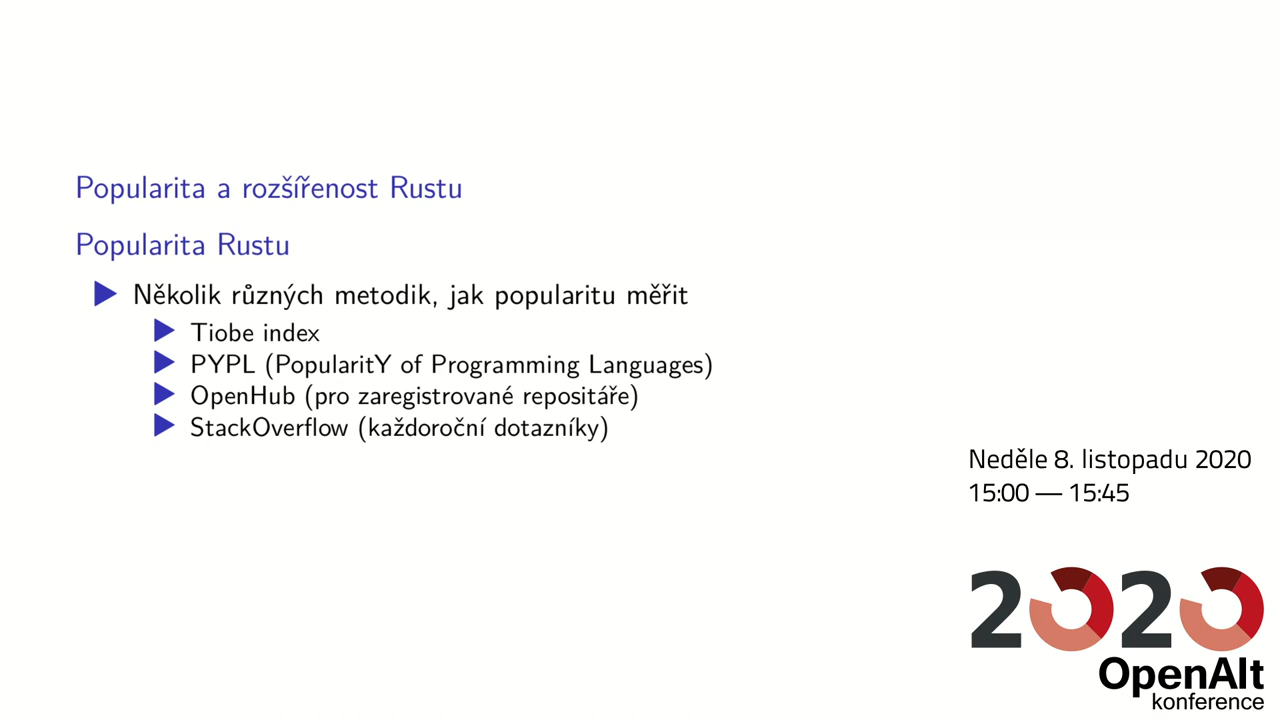 Popularita a rozšířenost Rustu
Popularita Rustu
Několik různých metodik, jak popularitu měřit
Tiobe index
PYPL (PopularitY of Programming Languages)
OpenHub (pro zaregistrované repositáře)
StackOverflow (každoroční dotazníky)
Neděle 8. listopadu 2020
15:00 — 15:45
2020
OpenAlt
konference